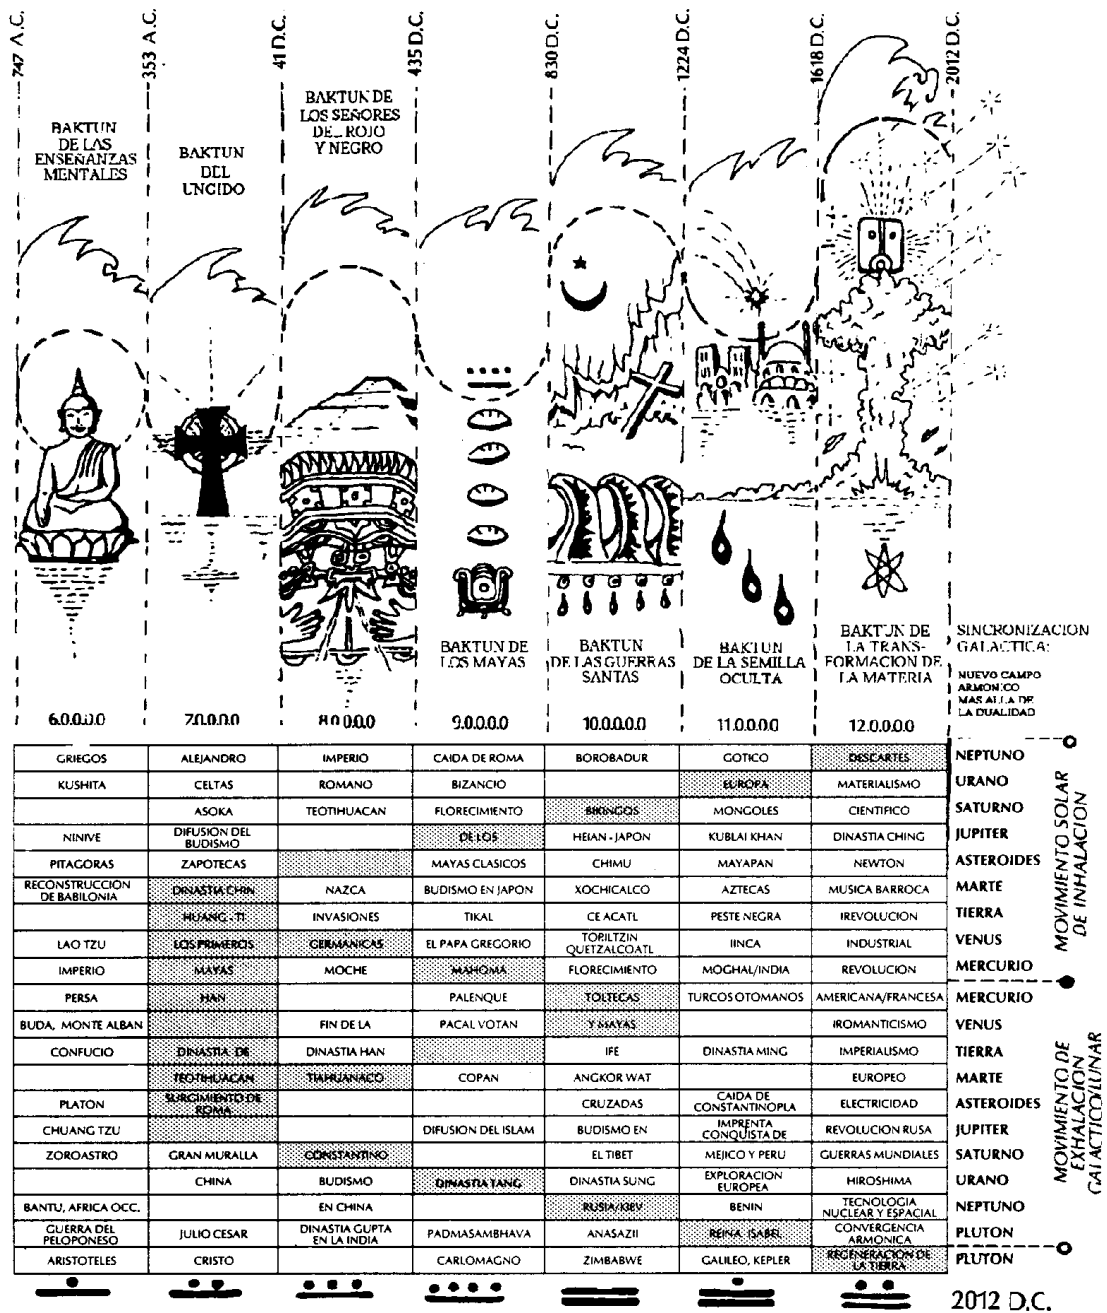 747 A.C.
353 A.C.
41 D.C.
435 D.C.
830 D.C.
1224 D.C.
1618 D.C.
2012 D.C.
BAKTUN
DE LAS
ENSEÑANZAS
MENTALES
BAKTUN
DEL
UNGIDO
BAKTUN DE
LOS SEÑORES
DEL ROJO
Y NEGRO
BAKTUN DE
LOS MAYAS
BAKTUN
DE LAS GUERRAS
SANTAS
BAKTUN
DE LA SEMILLA
OCULTA
BAKTUN DE
LA TRANS-
FORMACION DE
LA MATERIA
SINCRONIZACION
GALACTICA:
NUEVO CAMPO
ARMONICO
MAS ALLA DE
LA DUALIDAD
6.0.0.0.0 7.0.0.0.0 8.0.0.0.0 9.0.0.0.0 10.0.0.0.0 11.0.0.0.0 12.0.0.0.0
GRIEGOS ALEJANDRO IMPERIO CAIDA DE ROMA BOROBADUR GOTICO DESCARTES NEPTUNO
KUSHITA CELTAS ROMANO BIZANCIO EUROPA MATERIALISMO URANO
ASOKA TEOTIHUACAN FLORECIMIENTO BIKINGOS MONGOLES CIENTIFICO SATURNO
NINIVE DIFUSION DEL BUDISMO DE LOS HEIAN - JAPON KUBLAI KHAN DINASTIA CHING JUPITER
PITAGORAS ZAPOTECAS MAYAS CLASICOS CHIMU MAYAPAN NEWTON ASTEROIDES
RECONSTRUCCION DE BABILONIA DINASTIA CHIN NAZCA BUDISMO EN JAPON XOCHICALCO AZTECAS MUSICA BARROCA MARTE
HUANG - TI INVASIONES TIKAL CE ACATL PESTE NEGRA IREVOLUCION TIERRA
LAO TZU LOS PRIMEROS GERMANICAS EL PAPA GREGORIO TOPILTZIN QUETZALCOATL IINCA INDUSTRIAL VENUS
IMPERIO MAYAS MOCHE MAHOMA FLORECIMIENTO MOGHAL/INDIA REVOLUCION MERCURIO
PERSA HAN PALENQUE TOLTECAS TURCOS OTOMANOS AMERICANA/FRANCESA MERCURIO
BUDA, MONTE ALBAN FIN DE LA PACAL VOTAN Y MAYAS IROMANTICISMO VENUS
CONFUCIO DINASTIA DE DINASTIA HAN IFE DINASTIA MING IMPERIALISMO TIERRA
TEOTIHUACAN TIAHUANACO COPAN ANGKOR WAT EUROPEO MARTE
PLATON SURGIMIENTO DE ROMA CRUZADAS CAIDA DE CONSTANTINOPLA ELECTRICIDAD ASTEROIDES
CHUANG TZU DIFUSION DEL ISLAM BUDISMO EN IMPRENTA CONQUISTA DE REVOLUCION RUSA JUPITER
ZOROASTRO GRAN MURALLA CONSTANTINO EL TIBET MEJICO Y PERU GUERRAS MUNDIALES SATURNO
CHINA BUDISMO DINASTIA TANG DINASTIA SUNG EXPLORACION EUROPEA HIROSHIMA URANO
BANTU, AFRICA OCC. EN CHINA RUSIA/KIEV BENIN TECNOLOGIA NUCLEAR Y ESPACIAL NEPTUNO
GUERRA DEL PELOPONESO JULIO CESAR DINASTIA GUPTA EN LA INDIA PADMASAMBHAVA ANASAZII REINA ISABEL CONVERGENCIA ARMONICA PLUTON
ARISTOTELES CRISTO CARLOMAGNO ZIMBABWE GALILEO, KEPLER REGENERACION DE LA TIERRA PLUTON
MOVIMIENTO SOLAR
DE INHALACION
MOVIMIENTO DE
EXHALACION
GALACTICO/LUNAR
2012 D.C.